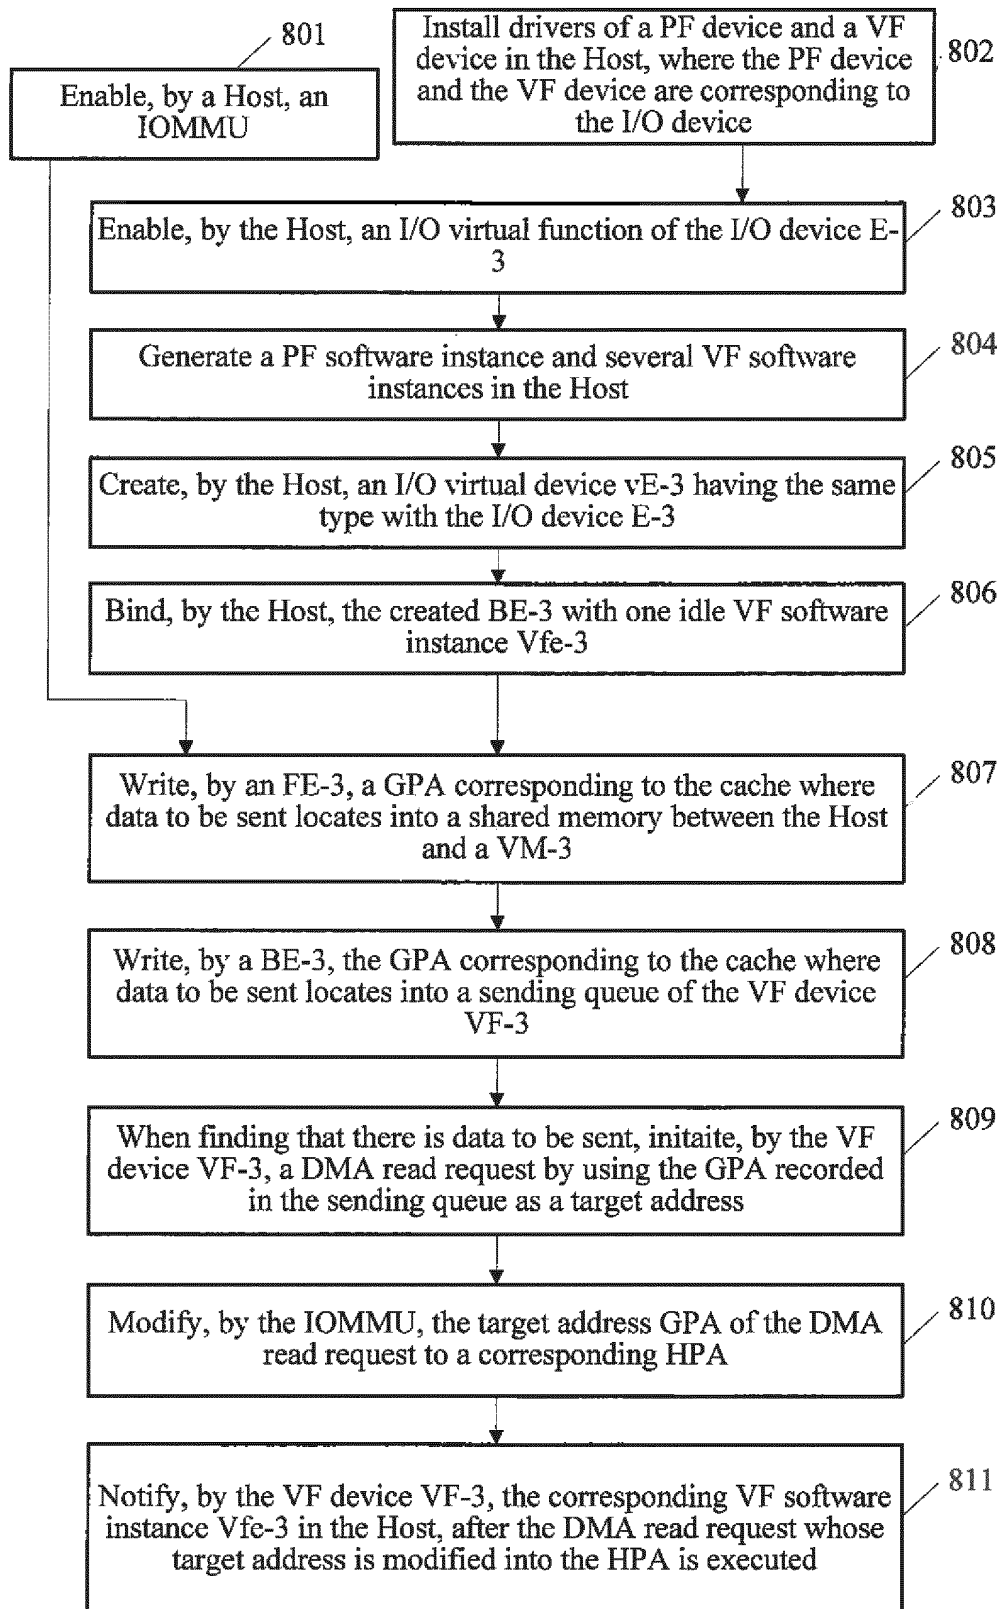 801
Enable, by a Host, an
IOMMU
Install drivers of a PF device and a VF
device in the Host, where the PF device
and the VF device are corresponding to
the I/O device
802
Enable, by the Host, an I/O virtual function of the I/O device E-
3
803
Generate a PF software instance and several VF software
instances in the Host
804
Create, by the Host, an I/O virtual device vE-3 having the same
type with the I/O device E-3
805
Bind, by the Host, the created BE-3 with one idle VF software
instance Vfe-3
806
Write, by an FE-3, a GPA corresponding to the cache where
data to be sent locates into a shared memory between the Host
and a VM-3
807
Write, by a BE-3, the GPA corresponding to the cache where
data to be sent locates into a sending queue of the VF device
VF-3
808
When finding that there is data to be sent, initaite, by the VF
device VF-3, a DMA read request by using the GPA recorded
in the sending queue as a target address
809
Modify, by the IOMMU, the target address GPA of the DMA
read request to a corresponding HPA
810
Notify, by the VF device VF-3, the corresponding VF software
instance Vfe-3 in the Host, after the DMA read request whose
target address is modified into the HPA is executed
811